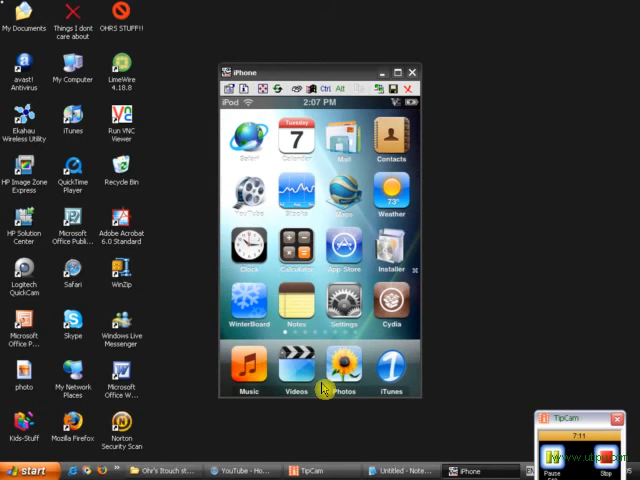 My Documents
Things I dont care about
OHRS STUFF!!
avast! Antivirus
My Computer
LimeWire 4.18.8
Ekahau Wireless Utility
iTunes
Run VNC Viewer
HP Image Zone Express
QuickTime Player
Recycle Bin
HP Solution Center
Microsoft Office Publi...
Adobe Acrobat 6.0 Standard
Logitech QuickCam
Safari
WinZip
Microsoft Office P...
Skype
Windows Live Messenger
photo
My Network Places
Microsoft Office W...
Kids-Stuff
Mozilla Firefox
Norton Security Scan
iPhone
Ctrl Alt
iPod 2:07 PM
Tuesday
7
73°
Safari Calendar Mail Contacts
YouTube Stocks Maps Weather
Clock Calculator App Store Installer
WinterBoard Notes Settings Cydia
Music Videos Photos iTunes
TipCam
7:11
Pause
Stop
start
Ohr's Itouch st...
YouTube - Ho...
TipCam
Untitled - Note...
iPhone